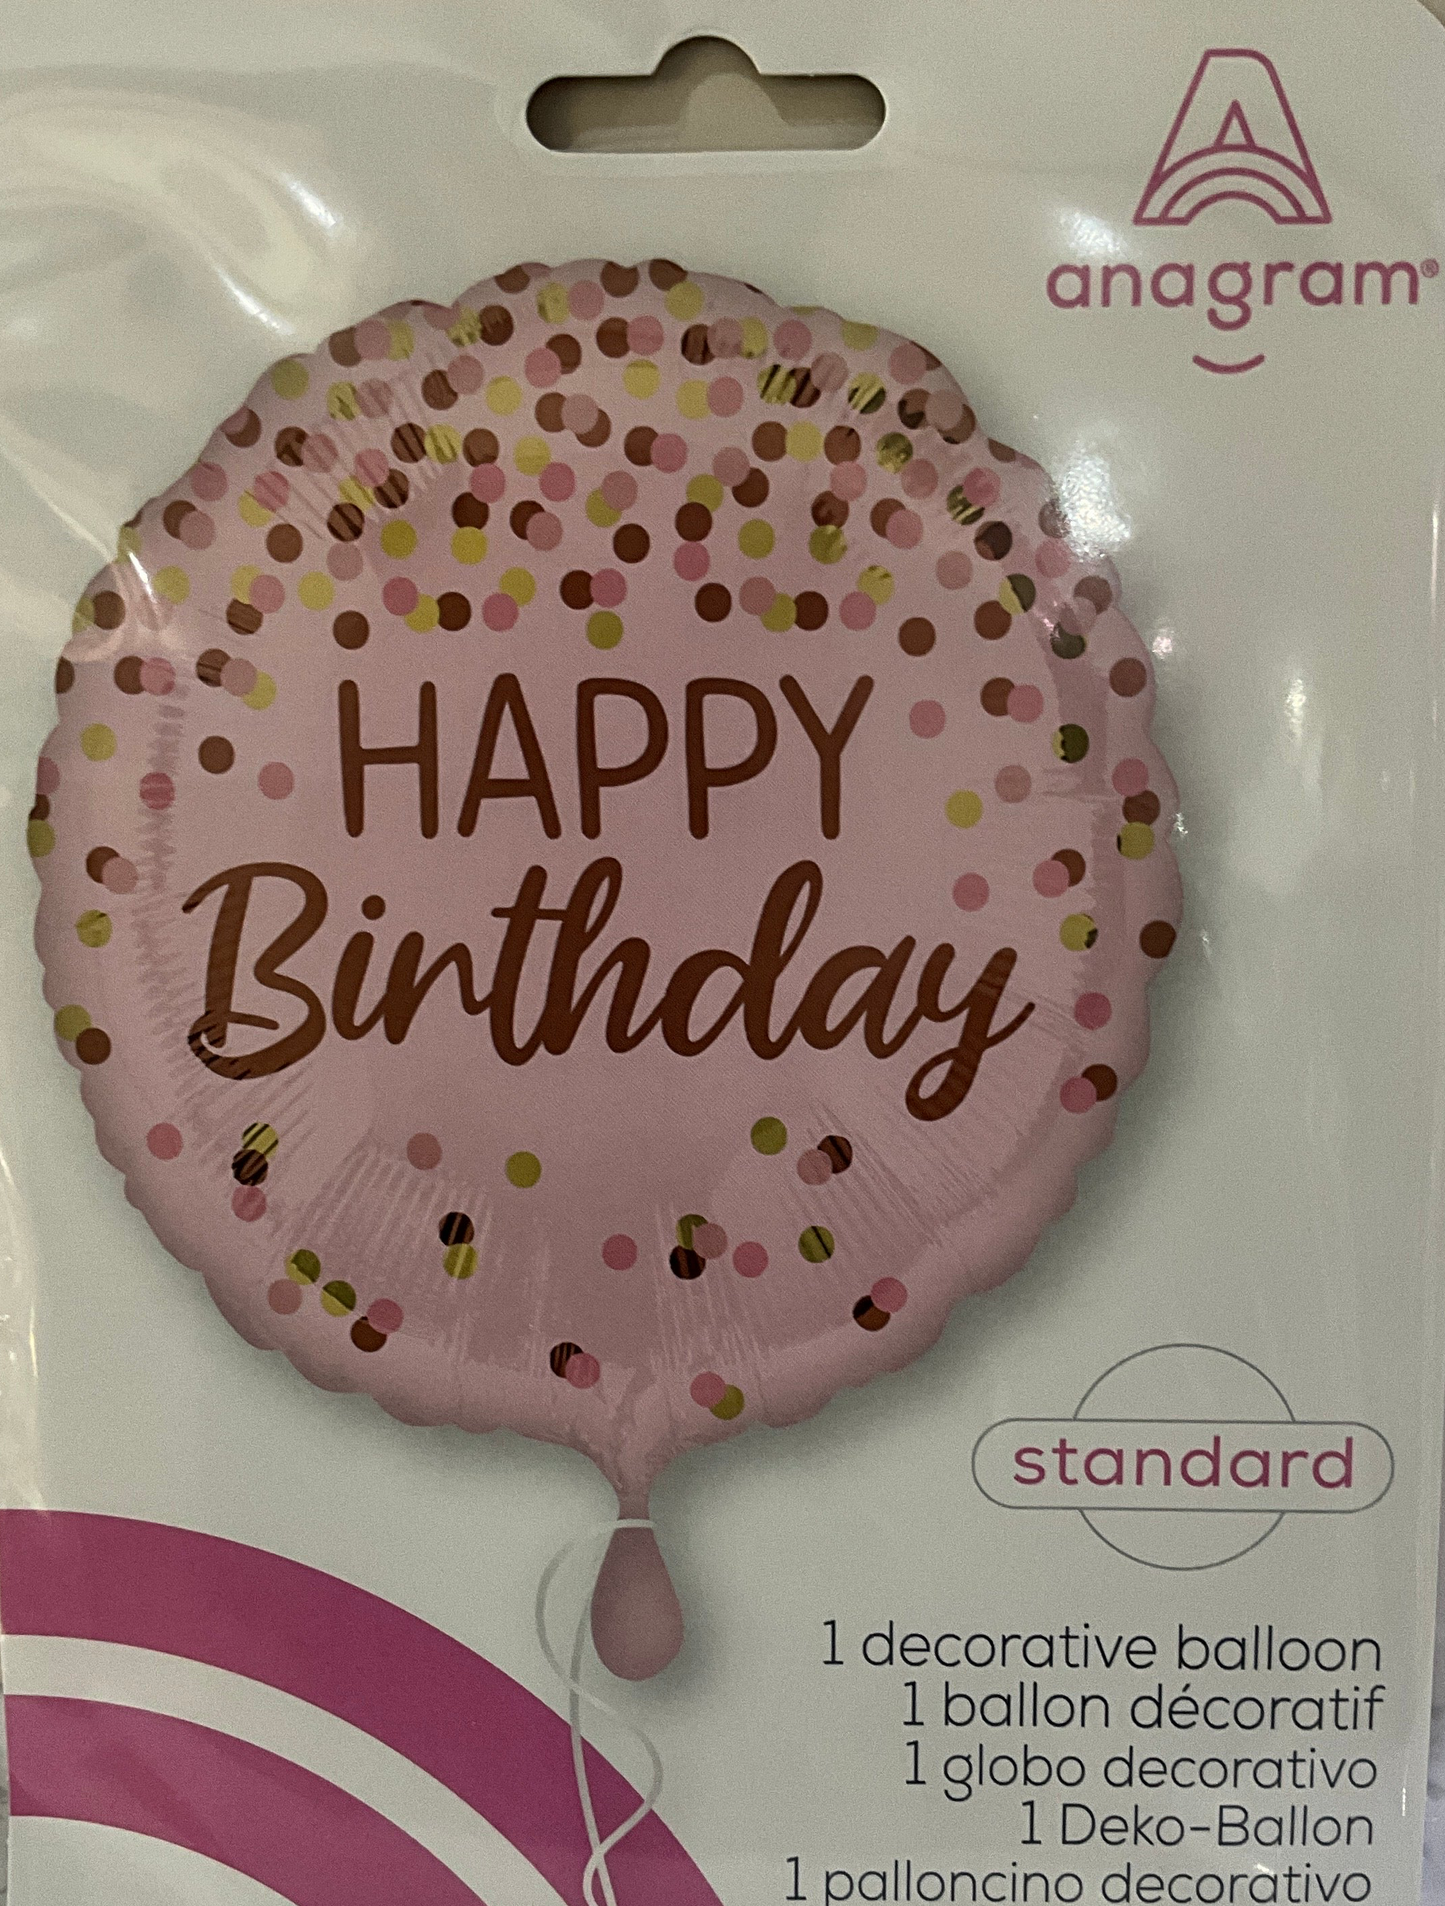 anagram®
HAPPY
Birthday
standard
1 decorative balloon
1 ballon décoratif
1 globo decorativo
1 Deko-Ballon
1 palloncino decorativo